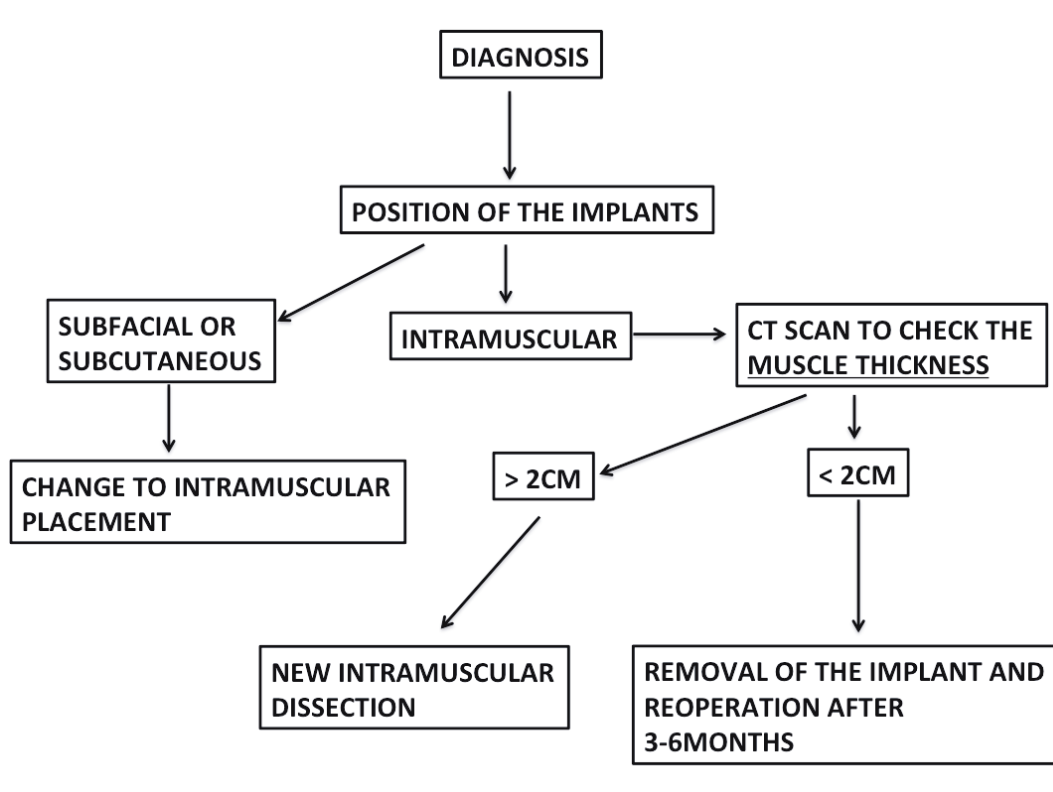 DIAGNOSIS
POSITION OF THE IMPLANTS
SUBFACIAL OR
SUBCUTANEOUS
INTRAMUSCULAR
CT SCAN TO CHECK THE
MUSCLE THICKNESS
CHANGE TO INTRAMUSCULAR
PLACEMENT
> 2CM
< 2CM
NEW INTRAMUSCULAR
DISSECTION
REMOVAL OF THE IMPLANT AND
REOPERATION AFTER
3-6MONTHS